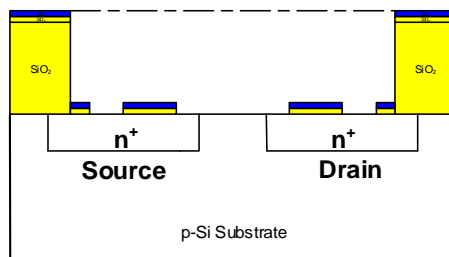 SiO₂ SiO₂
n⁺ n⁺
Source Drain
p-Si Substrate